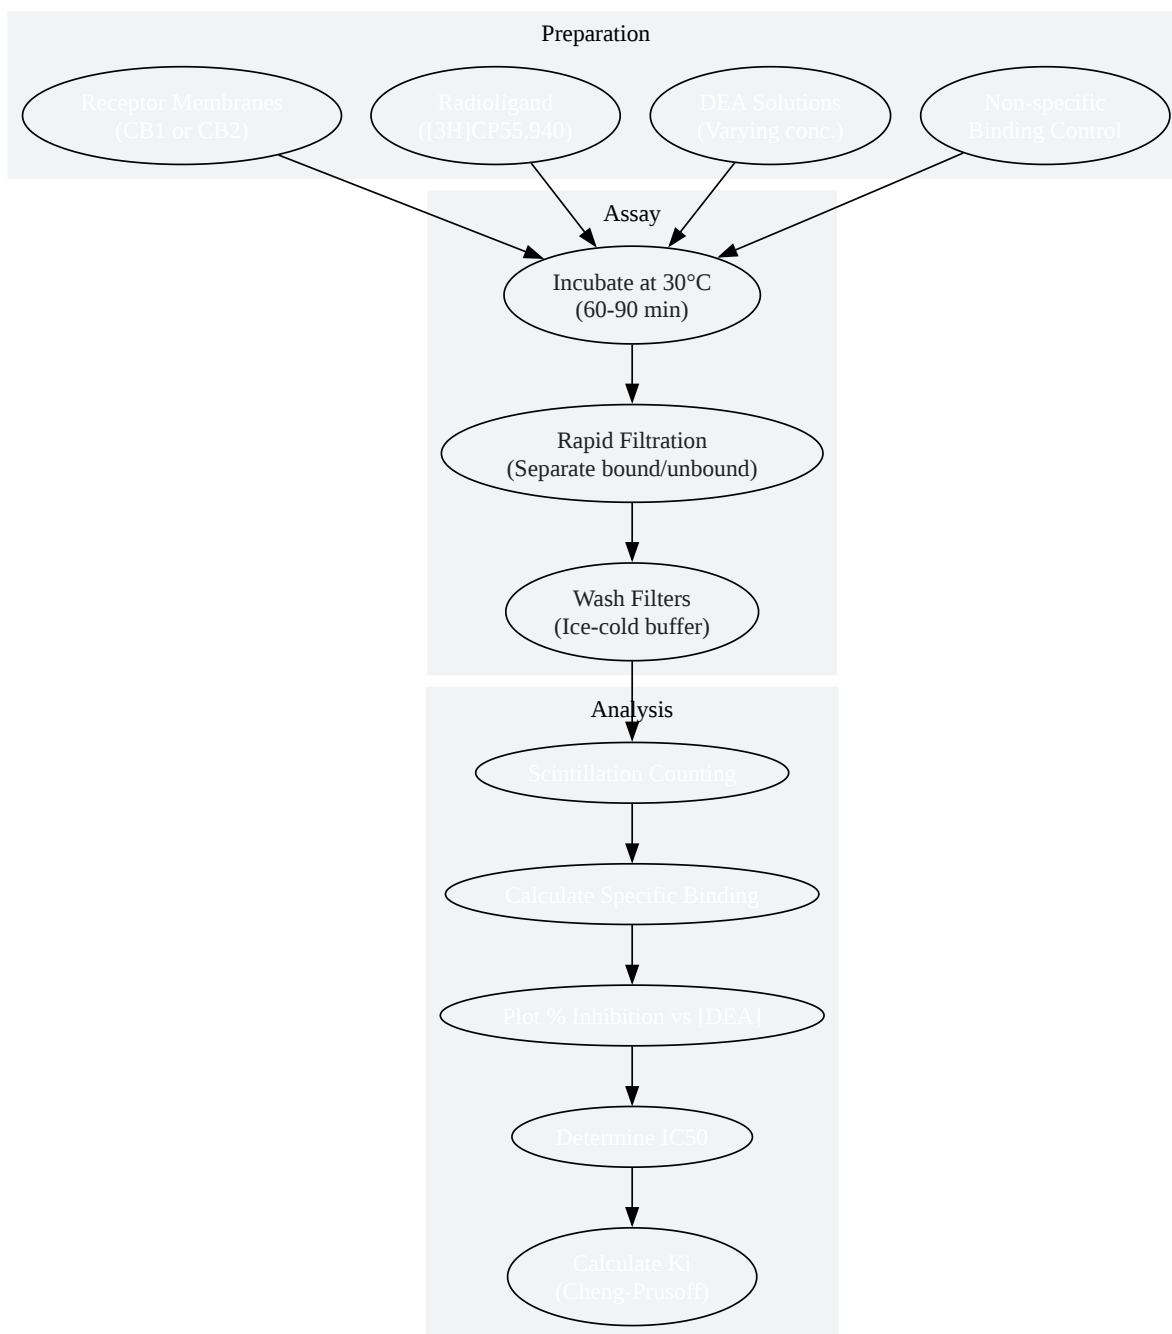 Preparation
Receptor Membranes
(CB1 or CB2)
Radioligand
([3H]CP55,940)
DEA Solutions
(Varying conc.)
Non-specific
Binding Control
Assay
Incubate at 30°C
(60-90 min)
Rapid Filtration
(Separate bound/unbound)
Wash Filters
(Ice-cold buffer)
Analysis
Scintillation Counting
Calculate Specific Binding
Plot % Inhibition vs [DEA]
Determine IC50
Calculate Ki
(Cheng-Prusoff)